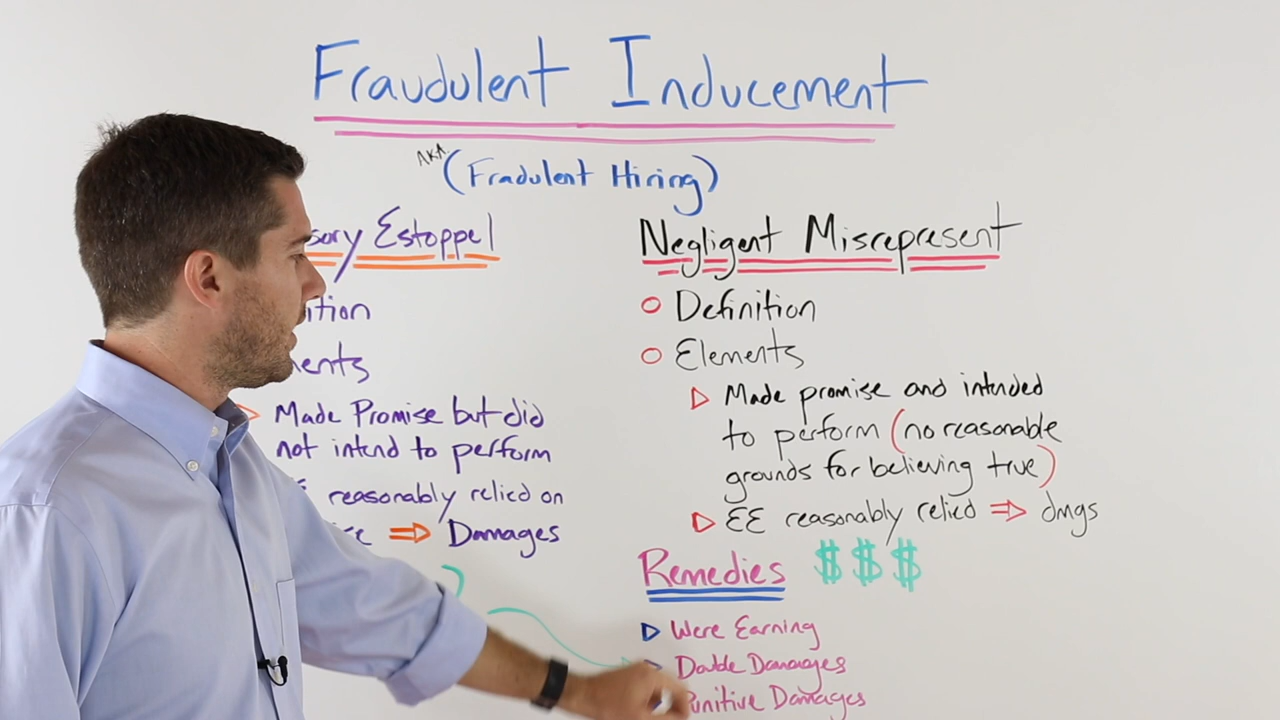 Fraudulent Inducement
AKA (Fradulent Hiring)
sory Estoppel
ition
ents
Made Promise but did
not intend to perform
reasonably relied on
se ⇒ Damages
Negligent Misrepresent
Definition
Elements
Made promise and intended
to perform (no reasonable
grounds for believing true)
EE reasonably relied ⇒ dmgs
Remedies $ $ $
Were Earning
Double Damages
Punitive Damages